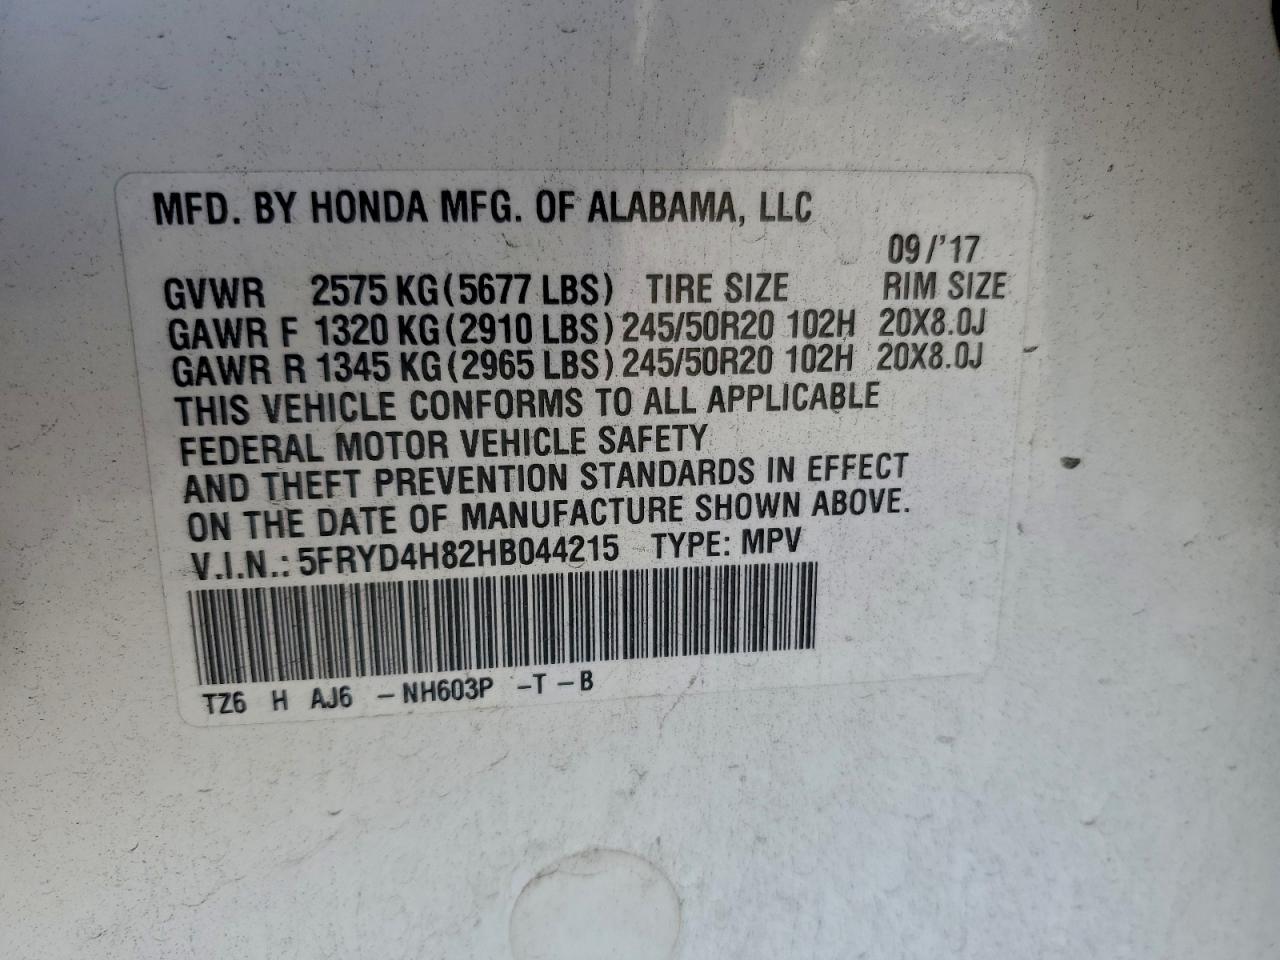 MFD. BY HONDA MFG. OF ALABAMA, LLC
09/'17
GVWR 2575 KG(5677 LBS) TIRE SIZE RIM SIZE
GAWR F 1320 KG(2910 LBS)245/50R20 102H 20X8.0J
GAWR R 1345 KG(2965 LBS)245/50R20 102H 20X8.0J
THIS VEHICLE CONFORMS TO ALL APPLICABLE
FEDERAL MOTOR VEHICLE SAFETY
AND THEFT PREVENTION STANDARDS IN EFFECT
ON THE DATE OF MANUFACTURE SHOWN ABOVE.
V.I.N.: 5FRYD4H82HB044215 TYPE: MPV
TZ6 H AJ6 -NH603P -T-B